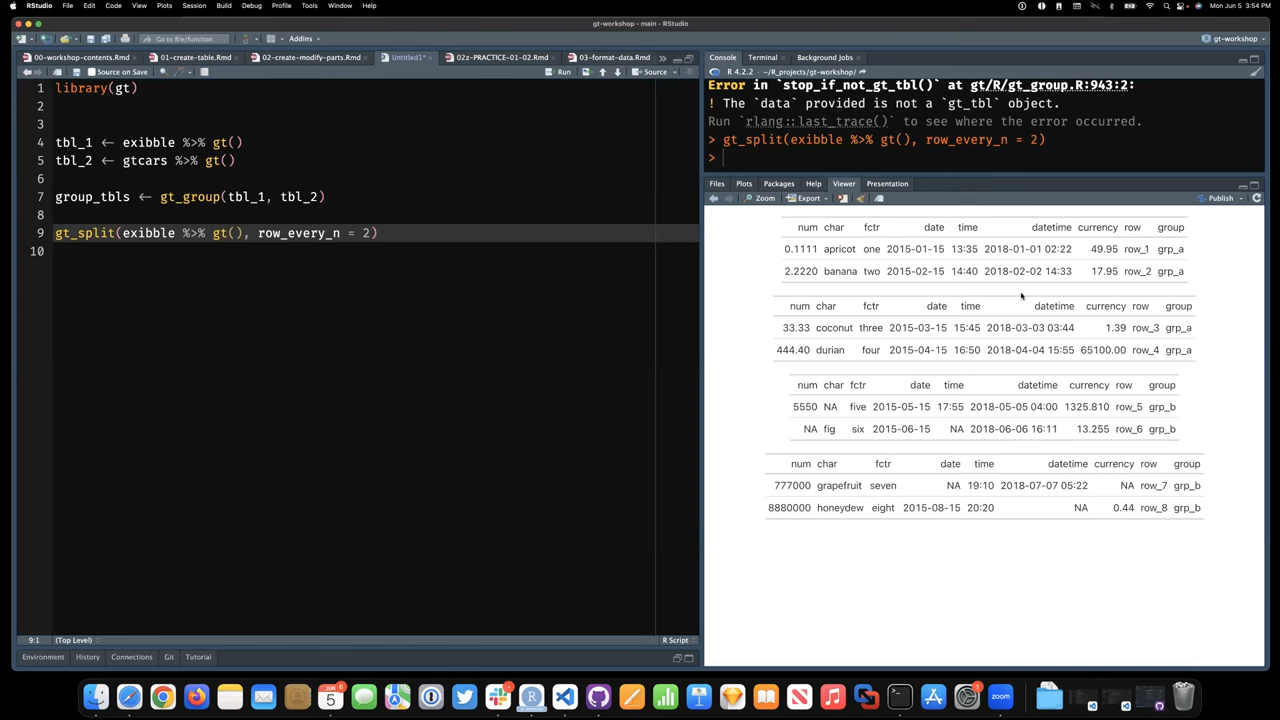 RStudio File Edit Code View Plots Session Build Debug Profile Tools Window Help Mon Jun 5 3:54 PM
gt-workshop - main - RStudio
Go to file/function Addins gt-workshop
00-workshop-contents.Rmd 01-create-table.Rmd 02-create-modify-parts.Rmd Untitled1* 02z-PRACTICE-01-02.Rmd 03-format-data.Rmd
Source on Save Run Source
1 library(gt)
2
3
4 tbl_1 <- exibble %>% gt()
5 tbl_2 <- gtcars %>% gt()
6
7 group_tbls <- gt_group(tbl_1, tbl_2)
8
9 gt_split(exibble %>% gt(), row_every_n = 2)
10
9:1 (Top Level) R Script
Environment History Connections Git Tutorial
Console Terminal Background Jobs
R 4.2.2 · ~/R_projects/gt-workshop/
Error in `stop_if_not_gt_tbl()` at gt/R/gt_group.R:943:2:
! The `data` provided is not a `gt_tbl` object.
Run `rlang::last_trace()` to see where the error occurred.
> gt_split(exibble %>% gt(), row_every_n = 2)
>
Files Plots Packages Help Viewer Presentation
Zoom Export Publish
num char fctr date time datetime currency row group
0.1111 apricot one 2015-01-15 13:35 2018-01-01 02:22 49.95 row_1 grp_a
2.2220 banana two 2015-02-15 14:40 2018-02-02 14:33 17.95 row_2 grp_a
num char fctr date time datetime currency row group
33.33 coconut three 2015-03-15 15:45 2018-03-03 03:44 1.39 row_3 grp_a
444.40 durian four 2015-04-15 16:50 2018-04-04 15:55 65100.00 row_4 grp_a
num char fctr date time datetime currency row group
5550 NA five 2015-05-15 17:55 2018-05-05 04:00 1325.810 row_5 grp_b
NA fig six 2015-06-15 NA 2018-06-06 16:11 13.255 row_6 grp_b
num char fctr date time datetime currency row group
777000 grapefruit seven NA 19:10 2018-07-07 05:22 NA row_7 grp_b
8880000 honeydew eight 2015-08-15 20:20 NA 0.44 row_8 grp_b
JUN
5
zoom